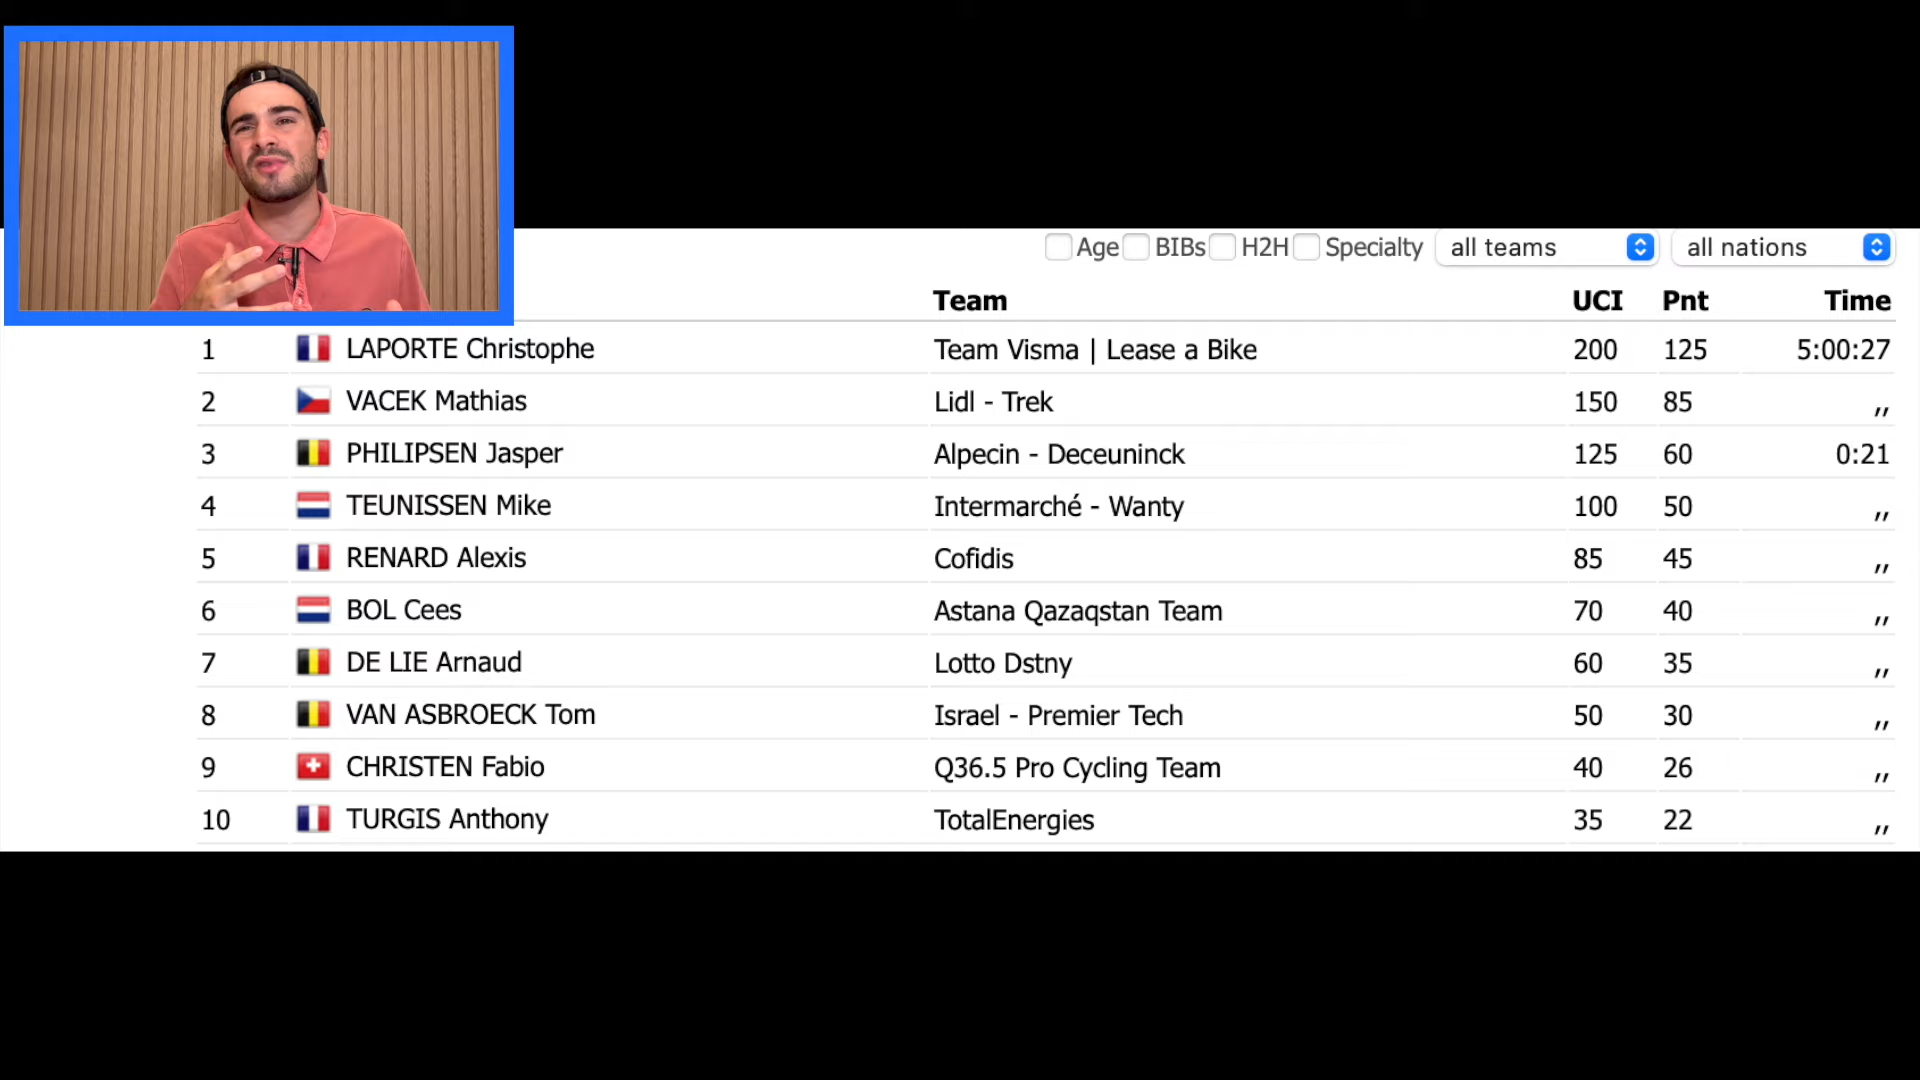 Age BIBs H2H Specialty all teams all nations
Team UCI Pnt Time
1 LAPORTE Christophe Team Visma | Lease a Bike 200 125 5:00:27
2 VACEK Mathias Lidl - Trek 150 85 ,,
3 PHILIPSEN Jasper Alpecin - Deceuninck 125 60 0:21
4 TEUNISSEN Mike Intermarché - Wanty 100 50 ,,
5 RENARD Alexis Cofidis 85 45 ,,
6 BOL Cees Astana Qazaqstan Team 70 40 ,,
7 DE LIE Arnaud Lotto Dstny 60 35 ,,
8 VAN ASBROECK Tom Israel - Premier Tech 50 30 ,,
9 CHRISTEN Fabio Q36.5 Pro Cycling Team 40 26 ,,
10 TURGIS Anthony TotalEnergies 35 22 ,,